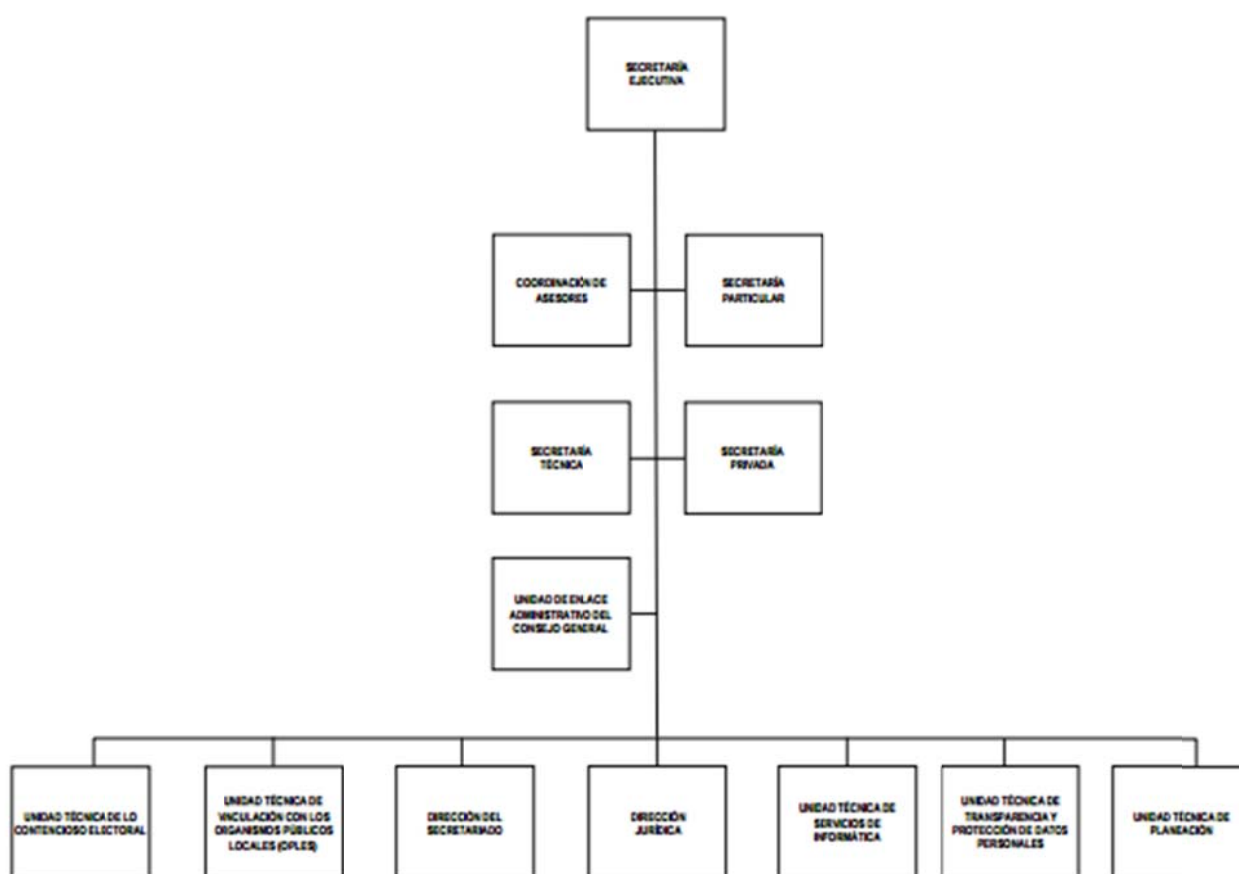 SECRETARÍA
EJECUTIVA
COORDINACIÓN DE
ASESORES
SECRETARÍA
PARTICULAR
SECRETARÍA
TÉCNICA
SECRETARÍA
PRIVADA
UNIDAD DE ENLACE
ADMINISTRATIVO DEL
CONSEJO GENERAL
UNIDAD TÉCNICA DE LO
CONTENCIOSO ELECTORAL
UNIDAD TÉCNICA DE
VINCULACIÓN CON LOS
ORGANISMOS PÚBLICOS
LOCALES (OPLES)
DIRECCIÓN DEL
SECRETARIADO
DIRECCIÓN
JURÍDICA
UNIDAD TÉCNICA DE
SERVICIOS DE
INFORMÁTICA
UNIDAD TÉCNICA DE
TRANSPARENCIA Y
PROTECCIÓN DE DATOS
PERSONALES
UNIDAD TÉCNICA DE
PLANEACIÓN